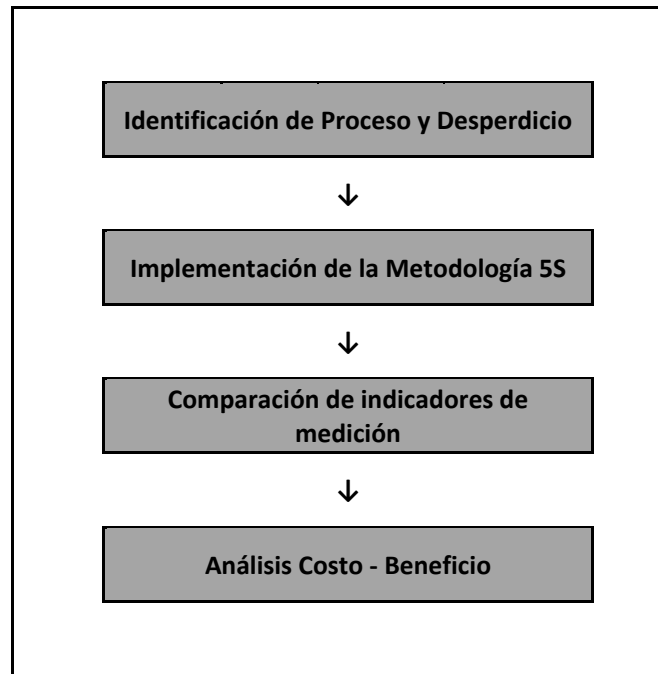 Identificación de Proceso y Desperdicio
↓
Implementación de la Metodología 5S
↓
Comparación de indicadores de
medición
↓
Análisis Costo - Beneficio